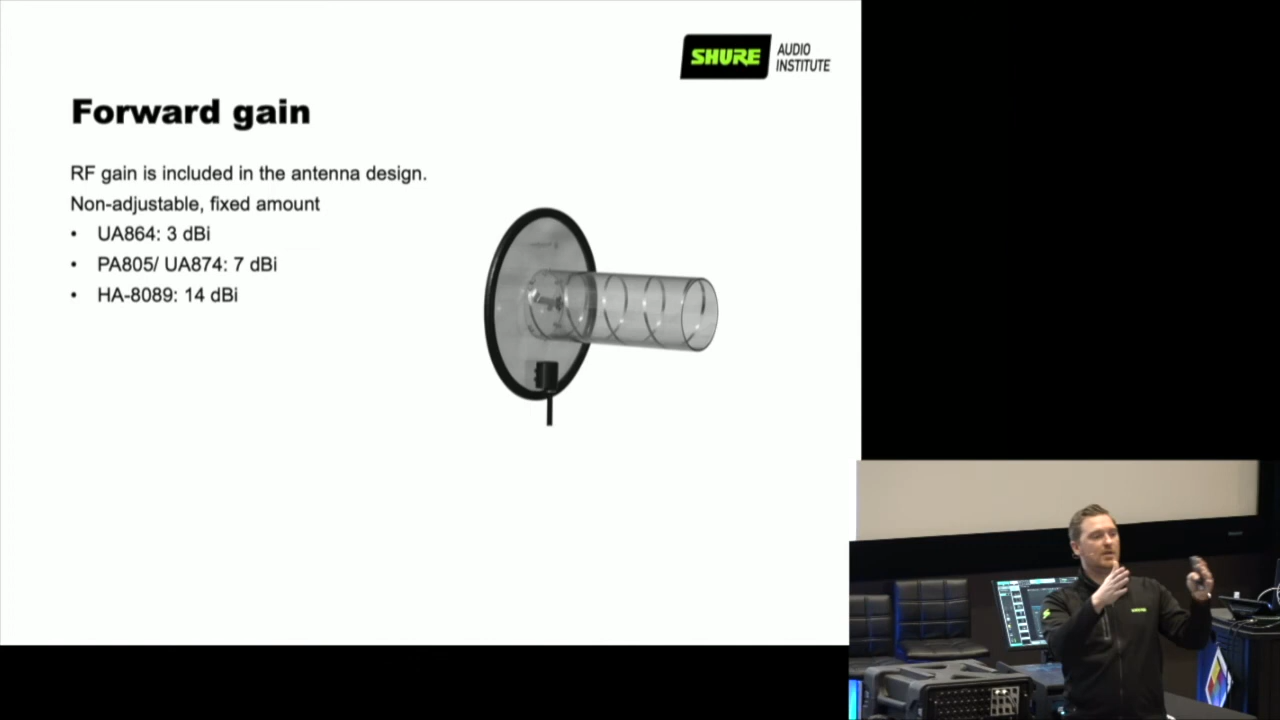 SHURE AUDIO
INSTITUTE
Forward gain
RF gain is included in the antenna design.
Non-adjustable, fixed amount
• UA864: 3 dBi
• PA805/ UA874: 7 dBi
• HA-8089: 14 dBi
SHURE